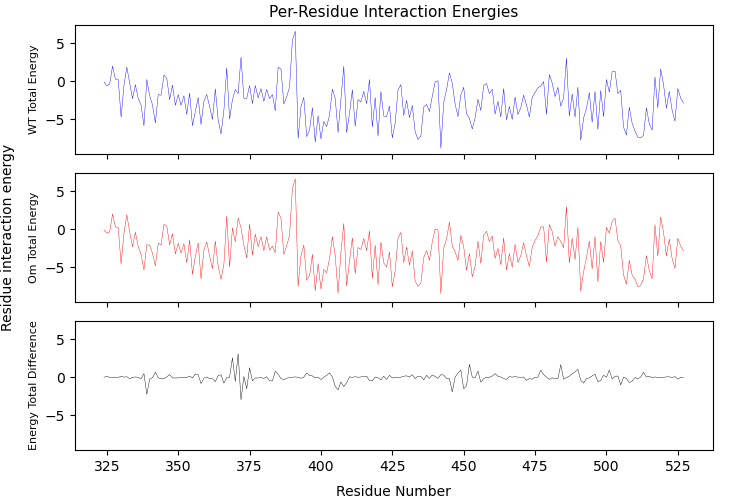 Per-Residue Interaction Energies
Residue interaction energy
WT Total Energy
5
0
−5
Om Total Energy
5
0
−5
Energy Total Difference
5
0
−5
325 350 375 400 425 450 475 500 525
Residue Number